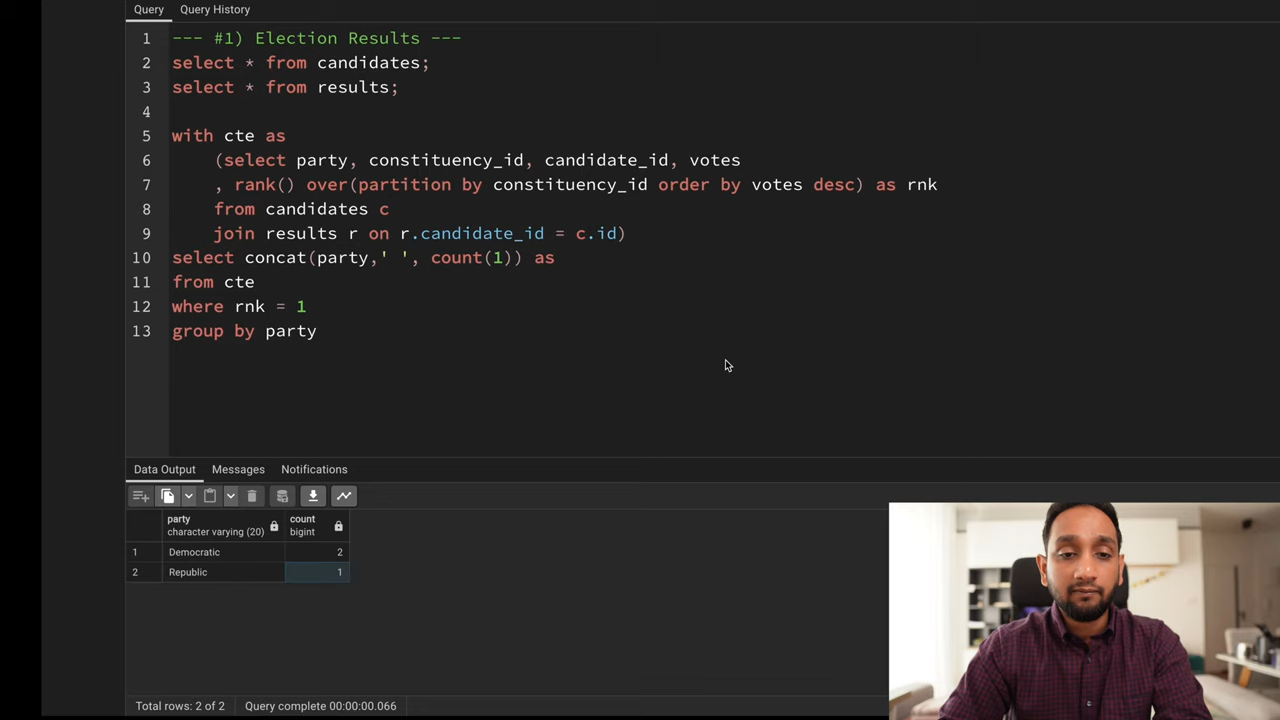 Query Query History
1 --- #1) Election Results ---
2 select * from candidates;
3 select * from results;
4
5 with cte as
6 (select party, constituency_id, candidate_id, votes
7 , rank() over(partition by constituency_id order by votes desc) as rnk
8 from candidates c
9 join results r on r.candidate_id = c.id)
10 select concat(party,' ', count(1)) as
11 from cte
12 where rnk = 1
13 group by party
Data Output Messages Notifications
party count
character varying (20) bigint
1 Democratic 2
2 Republic 1
Total rows: 2 of 2 Query complete 00:00:00.066